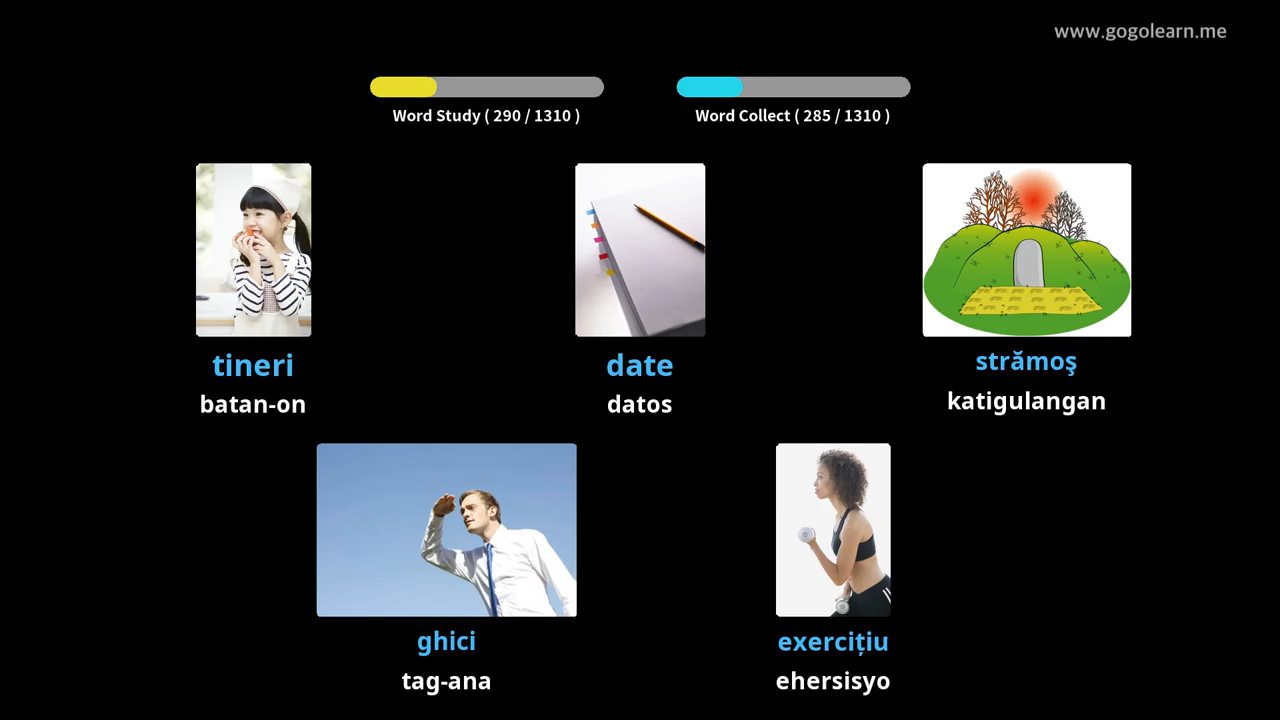 www.gogolearn.me
Word Study ( 290 / 1310 )
Word Collect ( 285 / 1310 )
tineri
batan-on
date
datos
strămoş
katigulangan
ghici
tag-ana
exercițiu
ehersisyo